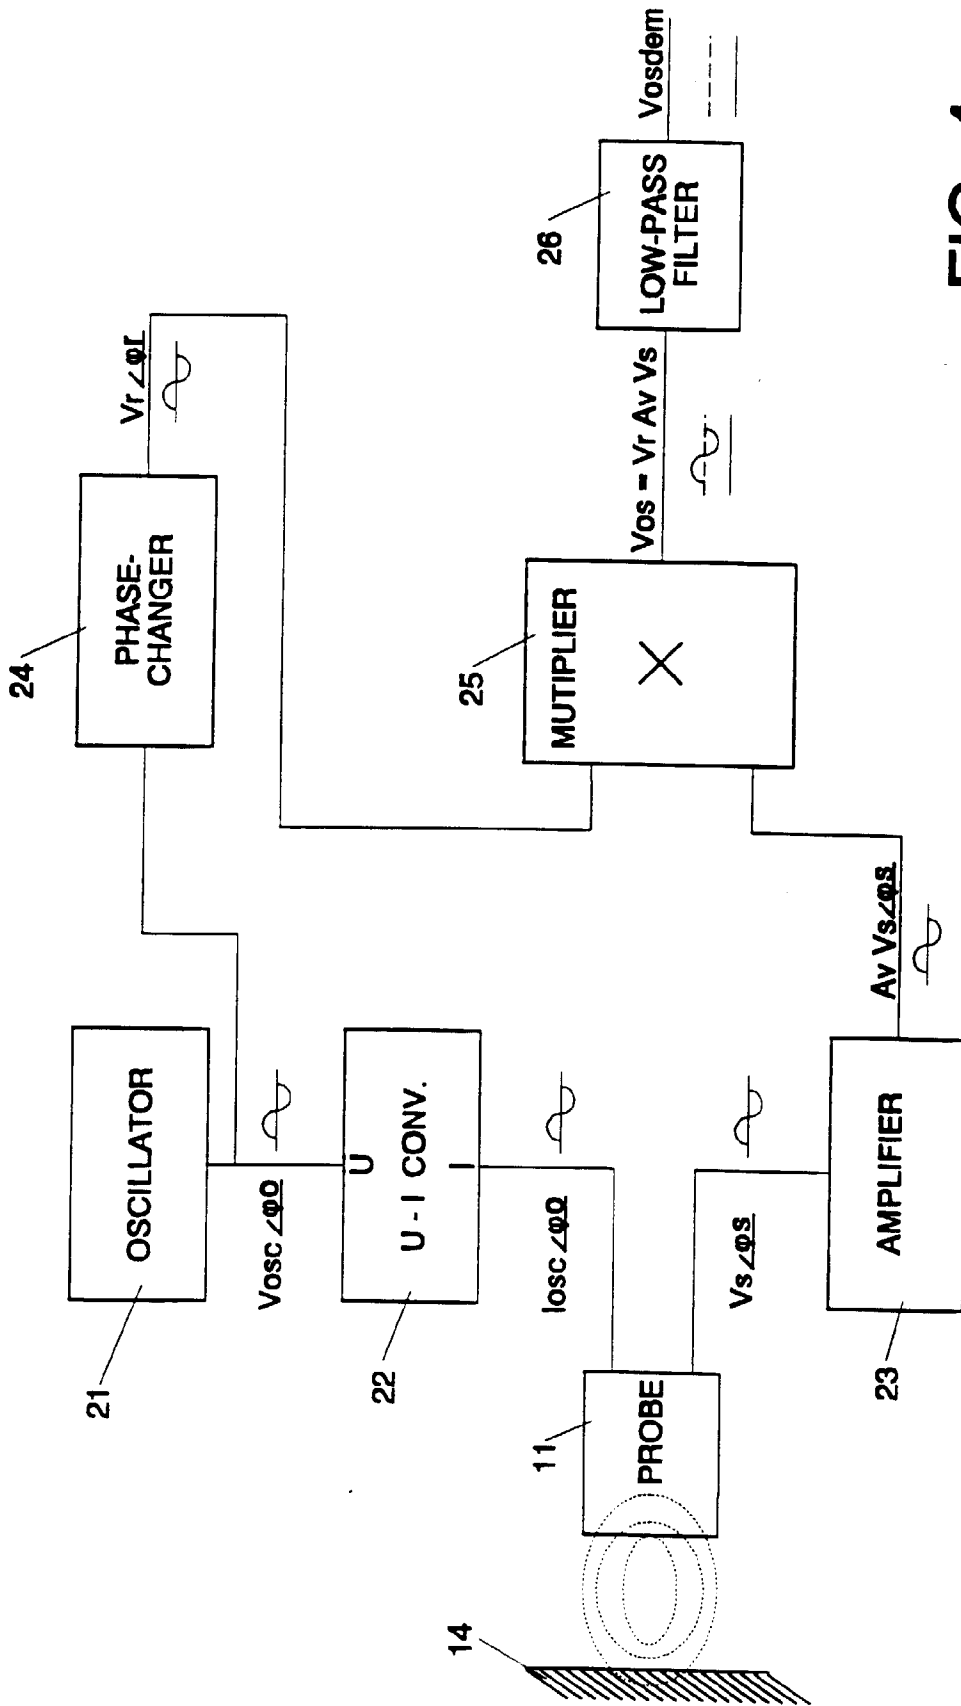 21
OSCILLATOR
Vosc∠φo
22
U
U - I CONV.
I
Iosc∠φo
14
11
PROBE
Vs∠φs
23
AMPLIFIER
Av Vs∠φs
24
PHASE-
CHANGER
Vr∠φr
25
MUTIPLIER
X
Vos = Vr Av Vs
26
LOW-PASS
FILTER
Vosdem